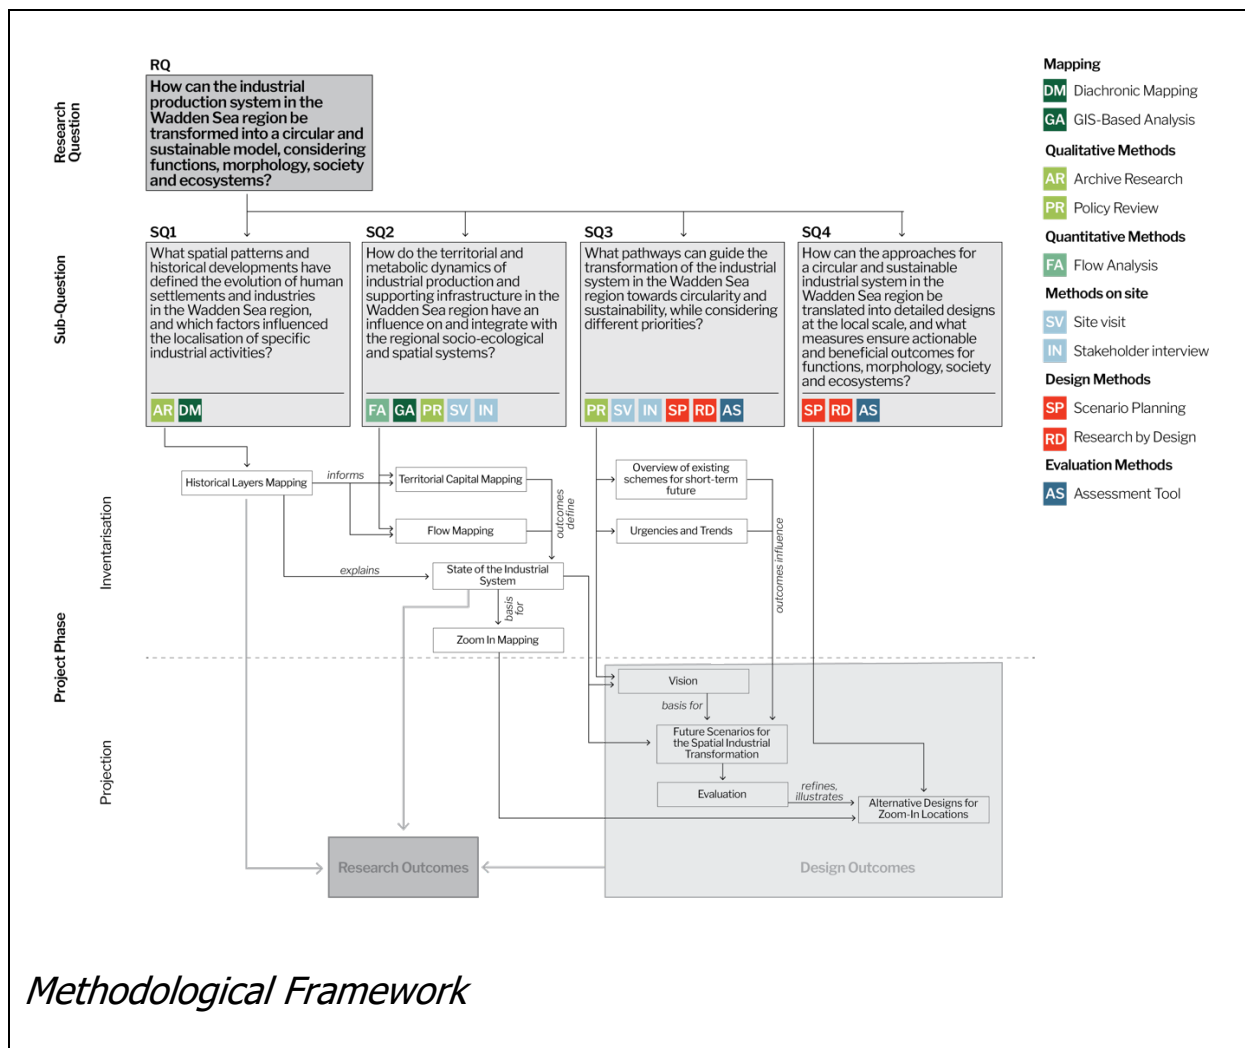 RQ
How can the industrial
production system in the
Wadden Sea region be
transformed into a circular and
sustainable model, considering
functions, morphology, society
and ecosystems?
Research
Question
SQ1
What spatial patterns and
historical developments have
defined the evolution of human
settlements and industries
in the Wadden Sea region,
and which factors influenced
the localisation of specific
industrial activities?
AR DM
SQ2
How do the territorial and
metabolic dynamics of
industrial production and
supporting infrastructure in the
Wadden Sea region have an
influence on and integrate with
the regional socio-ecological
and spatial systems?
FA GA PR SV IN
SQ3
What pathways can guide the
transformation of the industrial
system in the Wadden Sea
region towards circularity and
sustainability, while considering
different priorities?
PR SV IN SP RD AS
SQ4
How can the approaches for
a circular and sustainable
industrial system in the
Wadden Sea region be
translated into detailed designs
at the local scale, and what
measures ensure actionable
and beneficial outcomes for
functions, morphology, society
and ecosystems?
SP RD AS
Sub-Question
Mapping
DM Diachronic Mapping
GA GIS-Based Analysis
Qualitative Methods
AR Archive Research
PR Policy Review
Quantitative Methods
FA Flow Analysis
Methods on site
SV Site visit
IN Stakeholder interview
Design Methods
SP Scenario Planning
RD Research by Design
Evaluation Methods
AS Assessment Tool
Project Phase
Inventarisation
Historical Layers Mapping
informs
Territorial Capital Mapping
Flow Mapping
outcomes
define
explains
State of the Industrial
System
basis
for
Zoom In Mapping
Overview of existing
schemes for short-term
future
Urgencies and Trends
outcomes influence
Projection
Vision
basis for
Future Scenarios for
the Spatial Industrial
Transformation
Evaluation
refines,
illustrates
Alternative Designs for
Zoom-In Locations
Research Outcomes
Design Outcomes
Methodological Framework